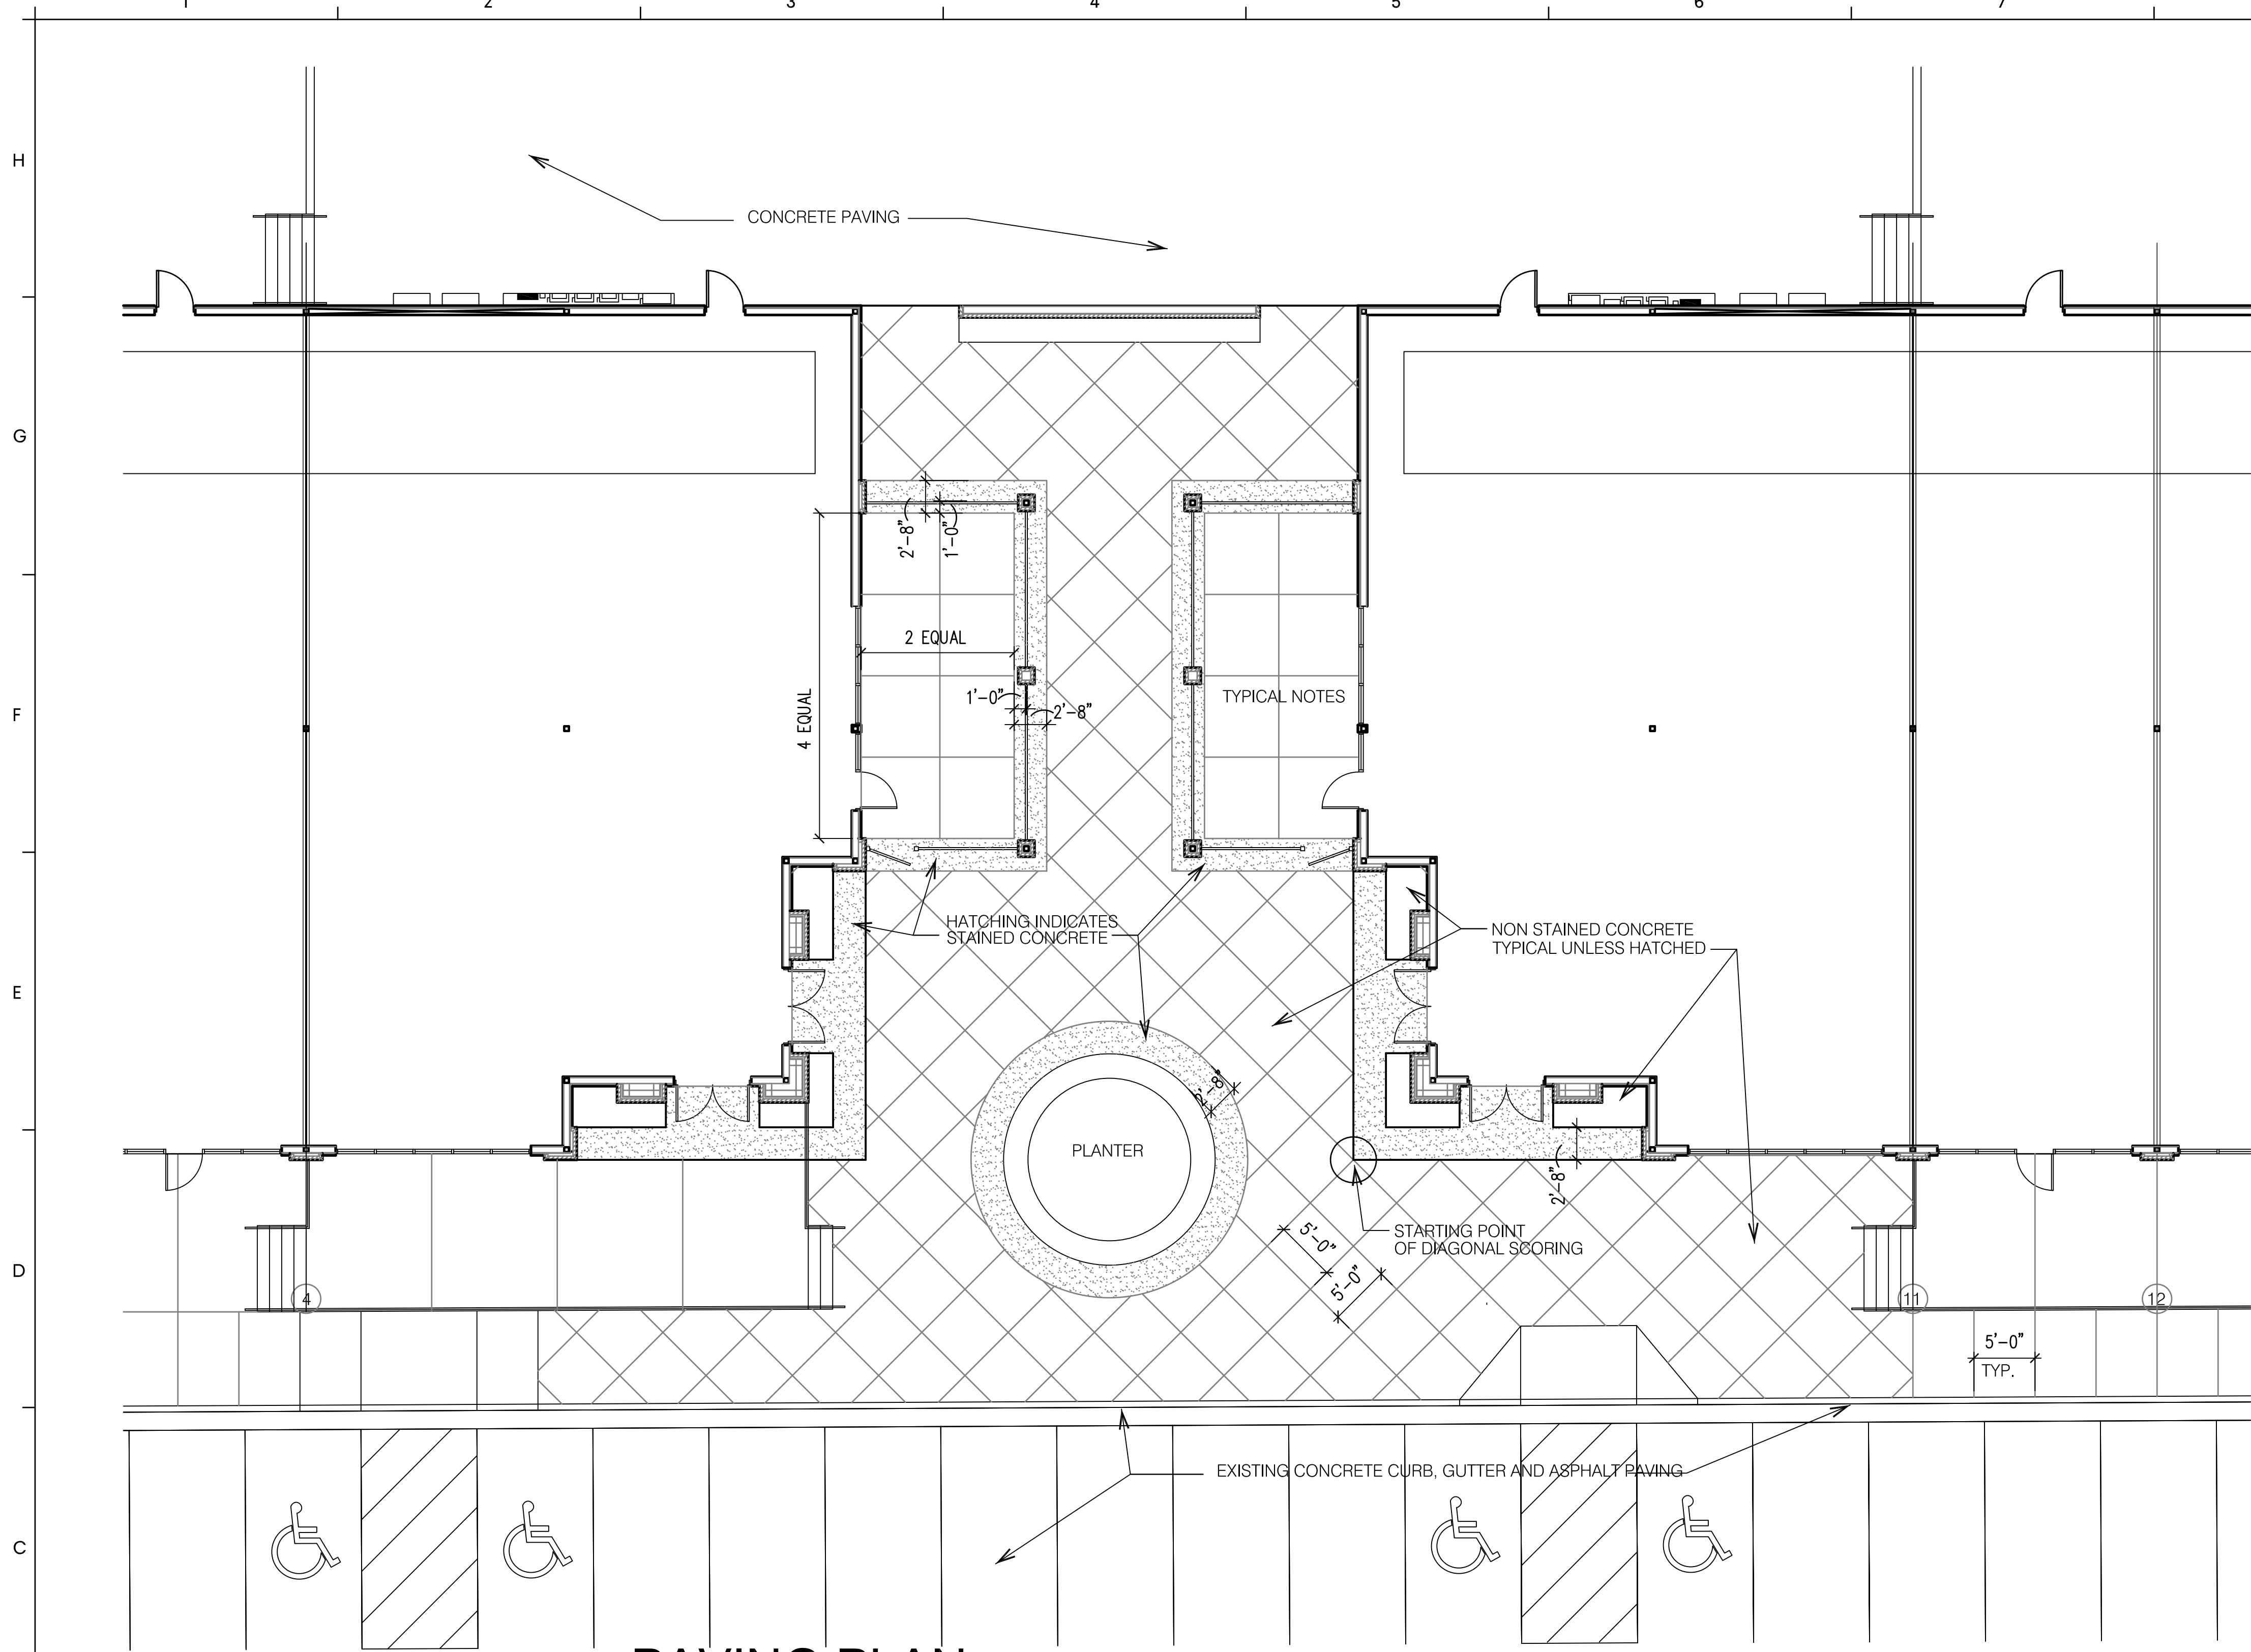 1 2 3 4 5 6 7
H
CONCRETE PAVING
G
2'-8"
1'-0"
2 EQUAL
4 EQUAL
1'-0"
2'-8"
TYPICAL NOTES
F
HATCHING INDICATES
STAINED CONCRETE
NON STAINED CONCRETE
TYPICAL UNLESS HATCHED
E
2'-8"
PLANTER
2'-8"
STARTING POINT
OF DIAGONAL SCORING
5'-0"
5'-0"
D
4
11
12
5'-0"
TYP.
EXISTING CONCRETE CURB, GUTTER AND ASPHALT PAVING
C
PAVING PLAN